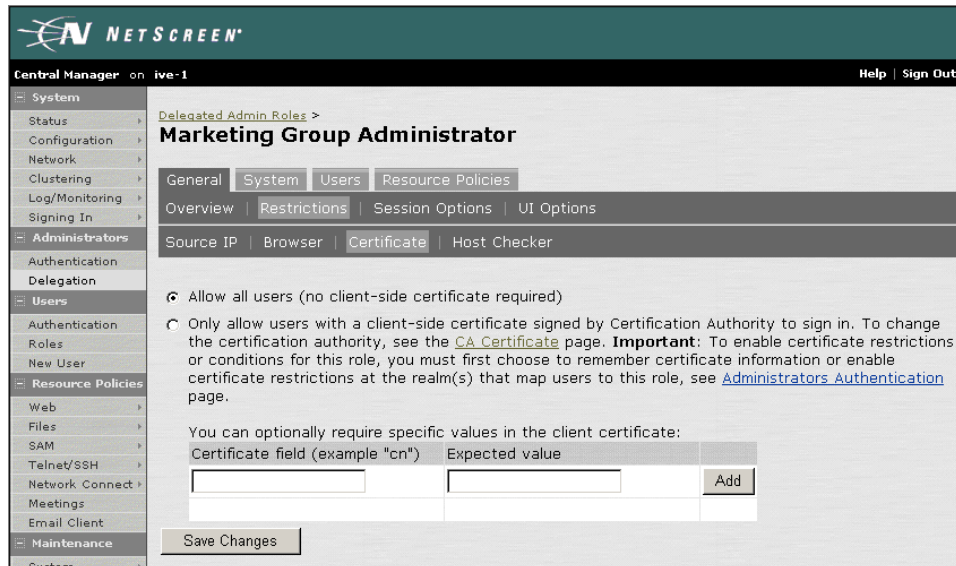 NETSCREEN
Central Manager on ive-1
Help | Sign Out
System
Status
Configuration
Network
Clustering
Log/Monitoring
Signing In
Administrators
Authentication
Delegation
Users
Authentication
Roles
New User
Resource Policies
Web
Files
SAM
Telnet/SSH
Network Connect
Meetings
Email Client
Maintenance
System
Delegated Admin Roles >
Marketing Group Administrator
General System Users Resource Policies
Overview | Restrictions | Session Options | UI Options
Source IP | Browser | Certificate | Host Checker
Allow all users (no client-side certificate required)
Only allow users with a client-side certificate signed by Certification Authority to sign in. To change
the certification authority, see the CA Certificate page. Important: To enable certificate restrictions
or conditions for this role, you must first choose to remember certificate information or enable
certificate restrictions at the realm(s) that map users to this role, see Administrators Authentication
page.
You can optionally require specific values in the client certificate:
Certificate field (example "cn") Expected value
Add
Save Changes